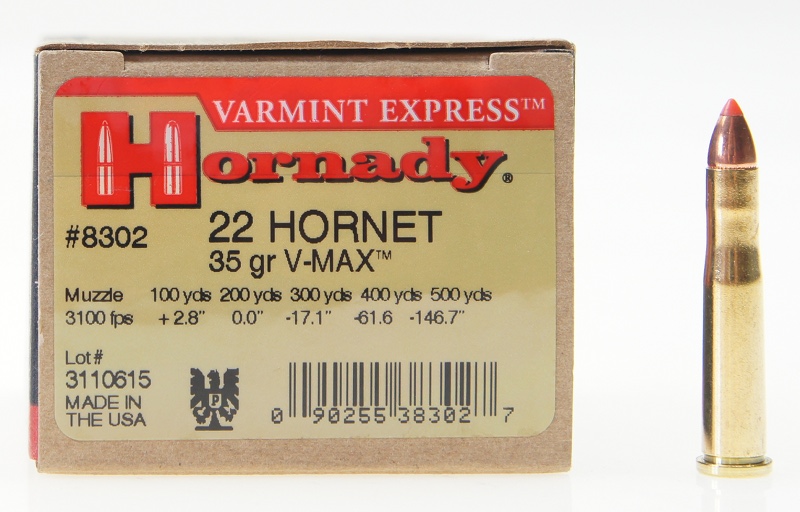 VARMINT EXPRESS™
Hornady®
#8302
22 HORNET
35 gr V-MAX™
Muzzle 100 yds 200 yds 300 yds 400 yds 500 yds
3100 fps + 2.8" 0.0" -17.1" -61.6 -146.7"
Lot#
3110615
MADE IN
THE USA
P
0 90255 38302 7